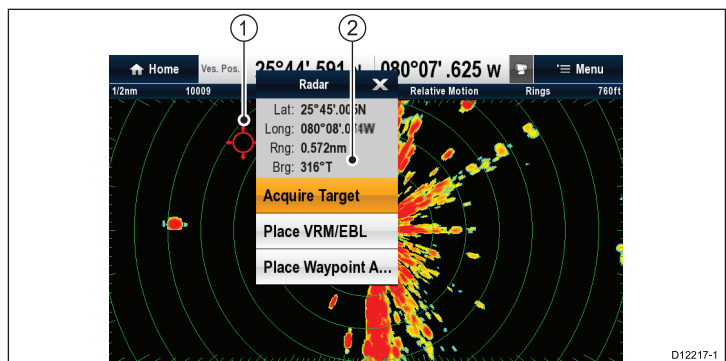 1 2
Home Ves. Pos. 25°44'.591 N 080°07'.625 W Menu
1/2nm 10009 Radar X Relative Motion Rings 760ft
Lat: 25°45'.005N
Long: 080°08'.034W
Rng: 0.572nm
Brg: 316°T
Acquire Target
Place VRM/EBL
Place Waypoint A...
D12217-1